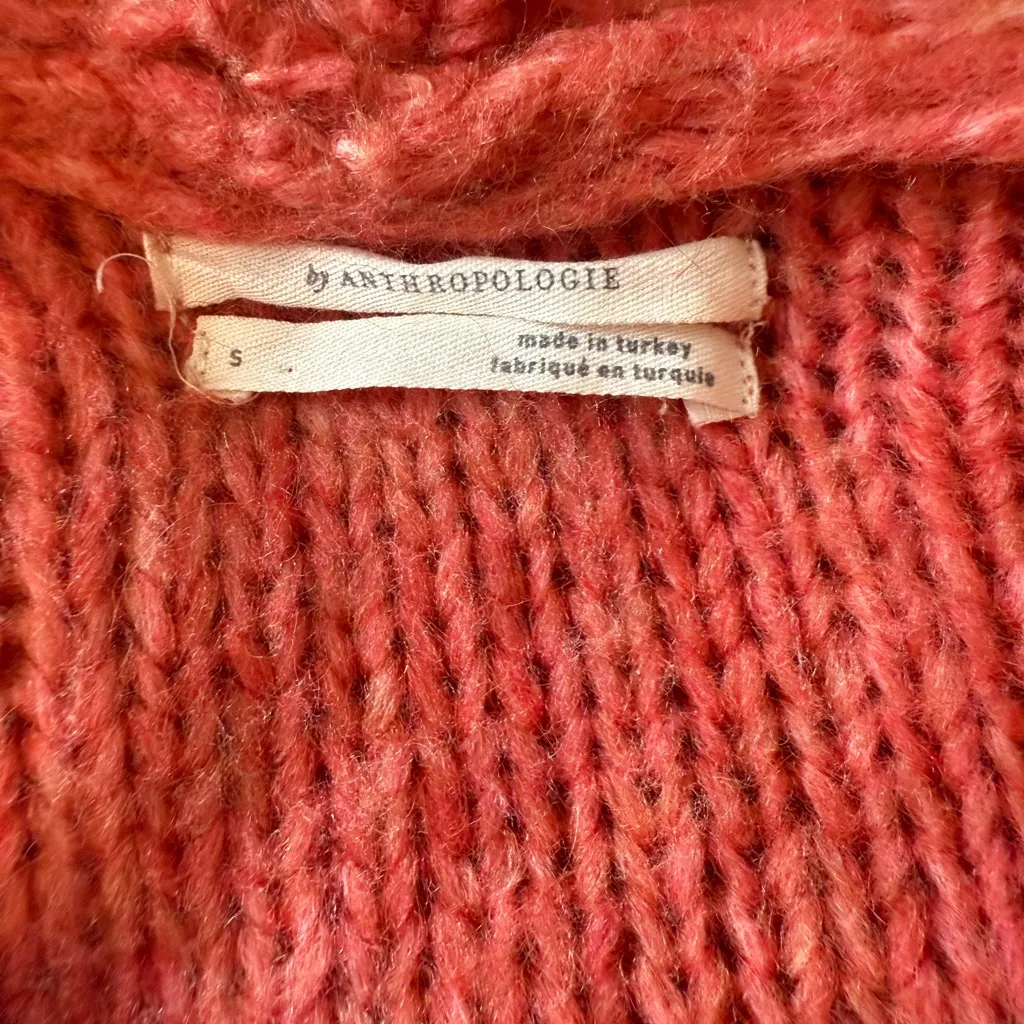 by ANTHROPOLOGIE
S
made in turkey
fabriqué en turquie